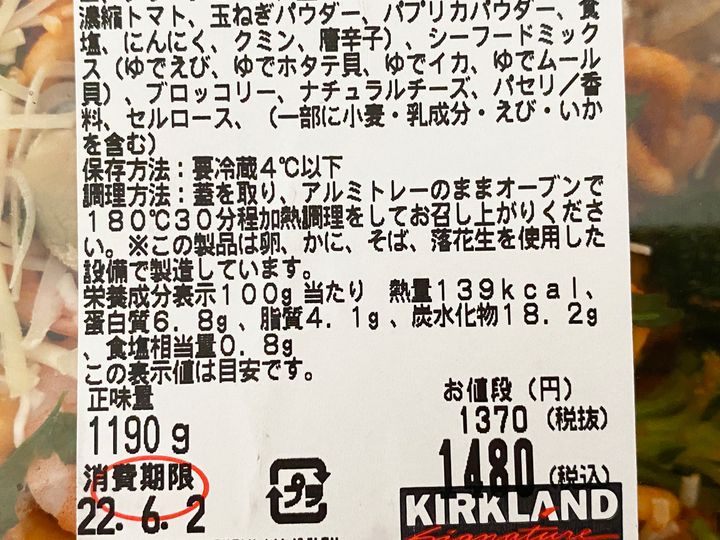 濃縮トマト、玉ねぎパウダー、パプリカパウダー、食
塩、にんにく、クミン、唐辛子）、シーフードミック
ス（ゆでえび、ゆでホタテ貝、ゆでイカ、ゆでムール
貝）、ブロッコリー、ナチュラルチーズ、パセリ／香
料、セルロース、（一部に小麦・乳成分・えび・いか
を含む）
保存方法：要冷蔵４℃以下
調理方法：蓋を取り、アルミトレーのままオーブンで
１８０℃３０分程加熱調理をしてお召し上がりくださ
い。※この製品は卵、かに、そば、落花生を使用した
設備で製造しています。
栄養成分表示１００ｇ当たり　熱量１３９ｋｃａｌ、
蛋白質６．８ｇ、脂質４．１ｇ、炭水化物１８．２ｇ
、食塩相当量０．８ｇ
この表示値は目安です。
正味量
1190 g
お値段（円）
1370（税抜）
1480（税込）
消費期限
22. 6. 2
プラ
KIRKLAND
Signature